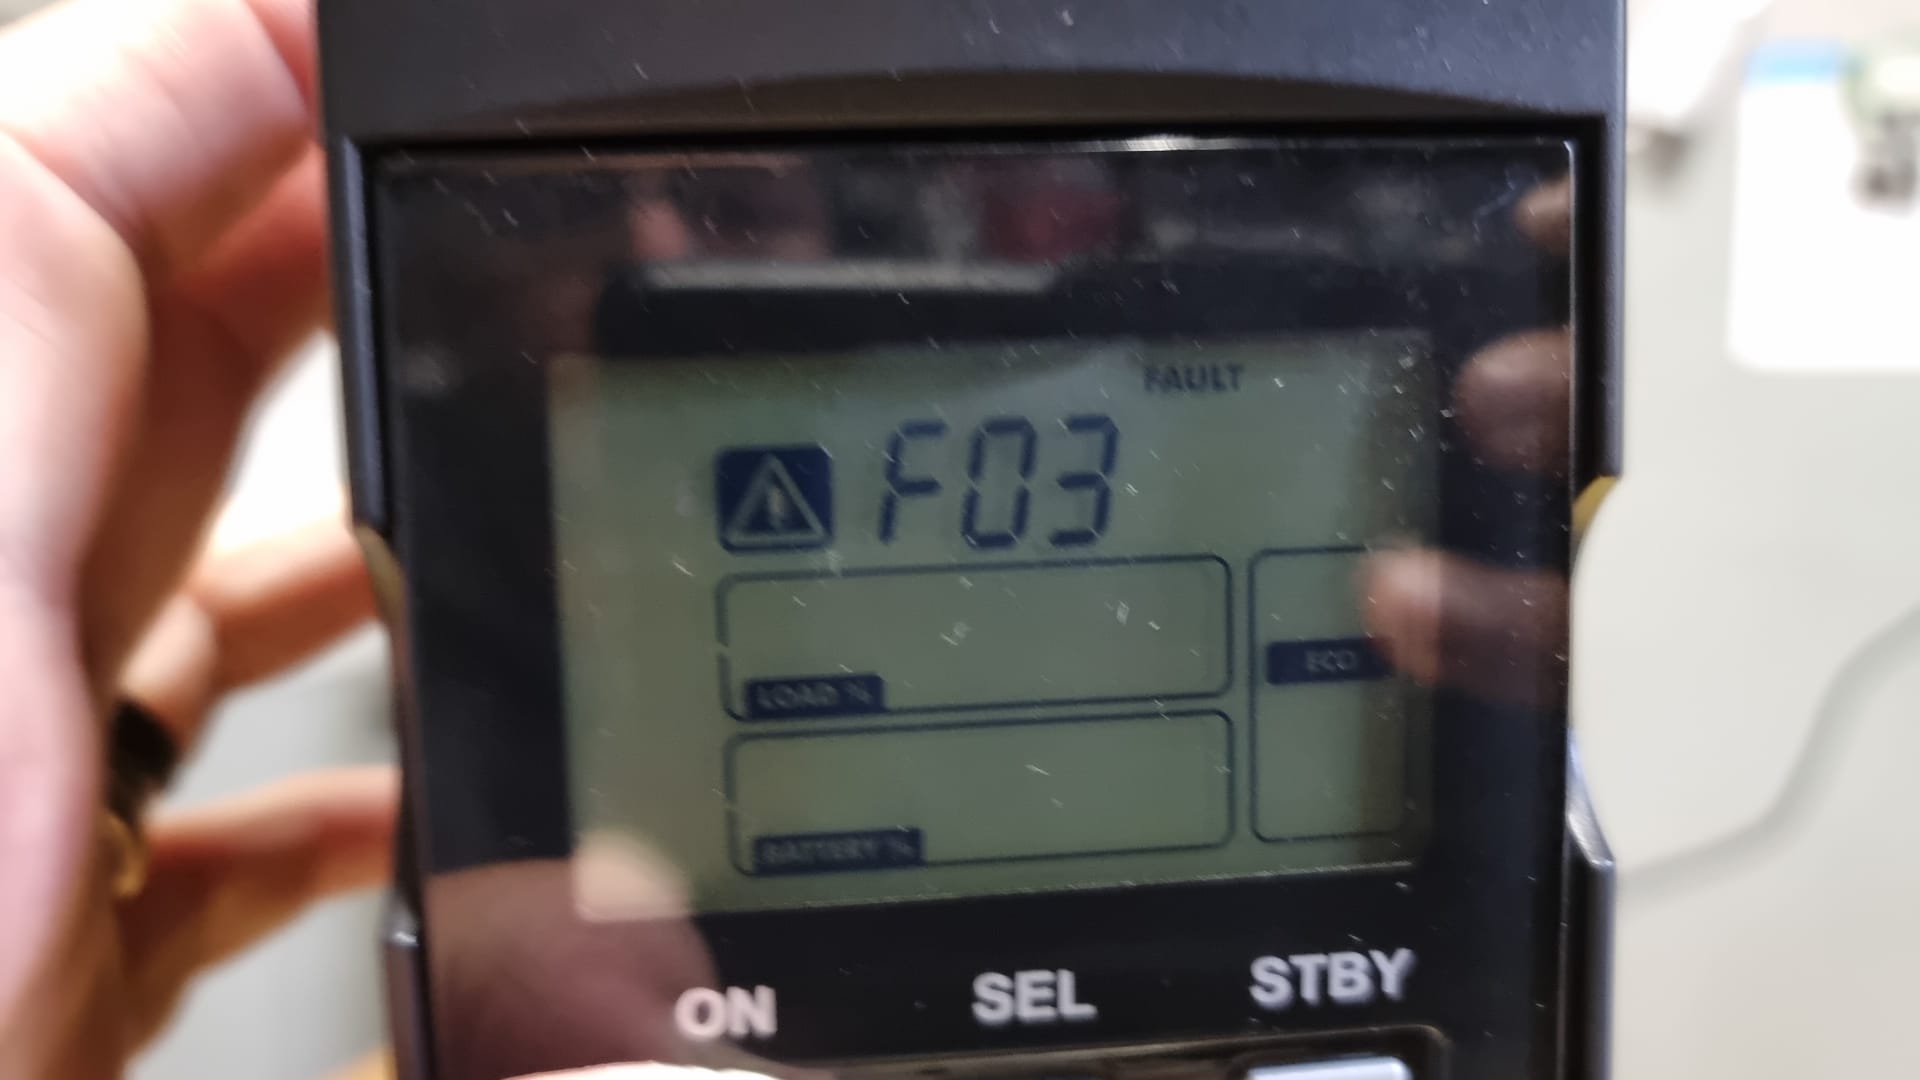 FAULT
F03
LOAD %
ECO
BATTERY %
ON SEL STBY